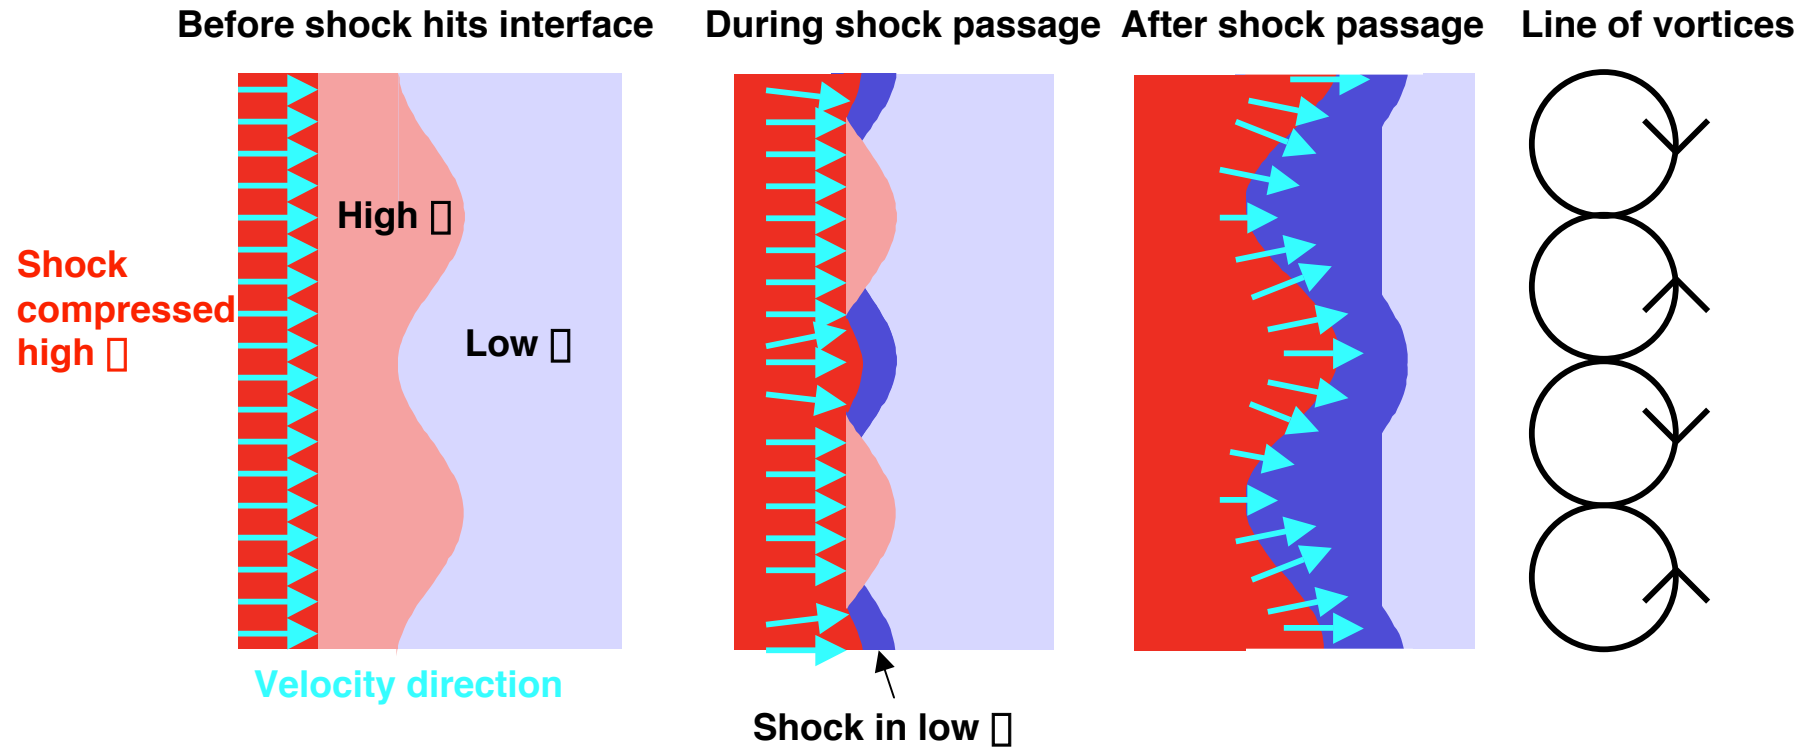 Before shock hits interface
During shock passage
After shock passage
Line of vortices
High ▯
Shock
compressed
high ▯
Low ▯
Velocity direction
Shock in low ▯